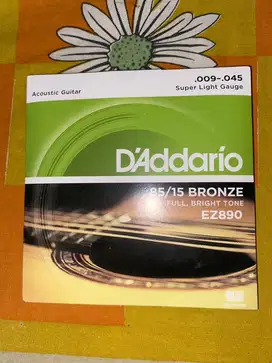 .009-.045
Acoustic Guitar
Super Light Gauge
D'Addario
85/15 BRONZE
FULL, BRIGHT TONE
EZ890